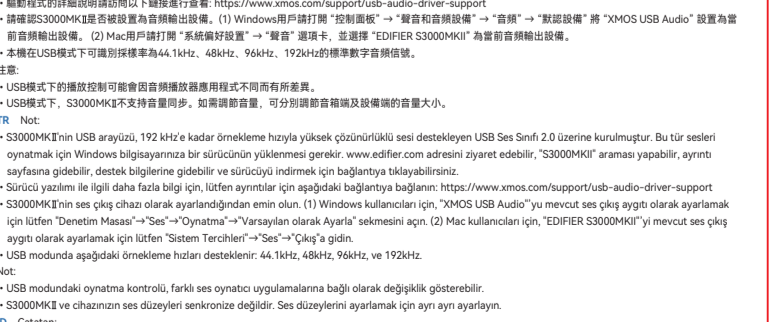 • 驅動程式的詳細說明請訪問以下鏈接進行查看: https://www.xmos.com/support/usb-audio-driver-support
• 請確認S3000MKⅡ是否被設置為音頻輸出設備。(1) Windows用戶請打開 “控制面板” → “聲音和音頻設備” → “音頻” → “默認設備” 將 “XMOS USB Audio” 設置為當
前音頻輸出設備。 (2) Mac用戶請打開 “系統偏好設置” → “聲音” 選項卡，並選擇 “EDIFIER S3000MKII” 為當前音頻輸出設備。
• 本機在USB模式下可識別採樣率為44.1kHz、48kHz、96kHz、192kHz的標準數字音頻信號。
注意:
• USB模式下的播放控制可能會因音頻播放器應用程式不同而有所差異。
• USB模式下，S3000MKⅡ不支持音量同步。如需調節音量，可分別調節音箱端及設備端的音量大小。
TR Not:
• S3000MKⅡ'nin USB arayüzü, 192 kHz'e kadar örnekleme hızıyla yüksek çözünürlüklü sesi destekleyen USB Ses Sınıfı 2.0 üzerine kurulmuştur. Bu tür sesleri
oynatmak için Windows bilgisayarınıza bir sürücünün yüklenmesi gerekir. www.edifier.com adresini ziyaret edebilir, "S3000MKII" araması yapabilir, ayrıntı
sayfasına gidebilir, destek bilgilerine gidebilir ve sürücüyü indirmek için bağlantıya tıklayabilirsiniz.
• Sürücü yazılımı ile ilgili daha fazla bilgi için, lütfen ayrıntılar için aşağıdaki bağlantıya bağlanın: https://www.xmos.com/support/usb-audio-driver-support
• S3000MKⅡ'nin ses çıkış cihazı olarak ayarlandığından emin olun. (1) Windows kullanıcıları için, "XMOS USB Audio"'yu mevcut ses çıkış aygıtı olarak ayarlamak
için lütfen "Denetim Masası"→"Ses"→"Oynatma"→"Varsayılan olarak Ayarla" sekmesini açın. (2) Mac kullanıcıları için, "EDIFIER S3000MKII"'yi mevcut ses çıkış
aygıtı olarak ayarlamak için lütfen "Sistem Tercihleri"→"Ses"→"Çıkış"a gidin.
• USB modunda aşağıdaki örnekleme hızları desteklenir: 44.1kHz, 48kHz, 96kHz, ve 192kHz.
Not:
• USB modundaki oynatma kontrolü, farklı ses oynatıcı uygulamalarına bağlı olarak değişiklik gösterebilir.
• S3000MKⅡ ve cihazınızın ses düzeyleri senkronize değildir. Ses düzeylerini ayarlamak için ayrı ayrı ayarlayın.